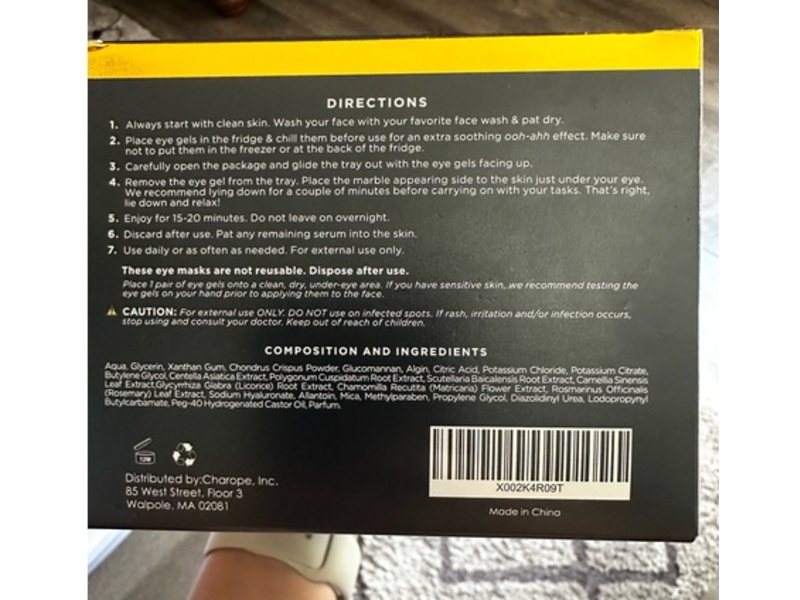 DIRECTIONS
1. Always start with clean skin. Wash your face with your favorite face wash & pat dry.
2. Place eye gels in the fridge & chill them before use for an extra soothing ooh-ahh effect. Make sure
not to put them in the freezer or at the back of the fridge.
3. Carefully open the package and glide the tray out with the eye gels facing up.
4. Remove the eye gel from the tray. Place the marble appearing side to the skin just under your eye.
We recommend lying down for a couple of minutes before carrying on with your tasks. That's right,
lie down and relax!
5. Enjoy for 15-20 minutes. Do not leave on overnight.
6. Discard after use. Pat any remaining serum into the skin.
7. Use daily or as often as needed. For external use only.
These eye masks are not reusable. Dispose after use.
Place 1 pair of eye gels onto a clean, dry, under-eye area. If you have sensitive skin, we recommend testing the
eye gels on your hand prior to applying them to the face.
CAUTION: For external use ONLY. DO NOT use on infected spots. If rash, irritation and/or infection occurs,
stop using and consult your doctor. Keep out of reach of children.
COMPOSITION AND INGREDIENTS
Aqua, Glycerin, Xanthan Gum, Chondrus Crispus Powder, Glucomannan, Algin, Citric Acid, Potassium Chloride, Potassium Citrate,
Butylene Glycol, Centella Asiatica Extract, Polygonum Cuspidatum Root Extract, Scutellaria Baicalensis Root Extract, Camellia Sinensis
Leaf Extract,Glycyrrhiza Glabra (Licorice) Root Extract, Chamomilla Recutita (Matricaria) Flower Extract, Rosmarinus Officinalis
(Rosemary) Leaf Extract, Sodium Hyaluronate, Allantoin, Mica, Methylparaben, Propylene Glycol, Diazolidinyl Urea, Lodopropynyl
Butylcarbamate, Peg-40 Hydrogenated Castor Oil, Parfum.
12M
Distributed by:Charope, Inc.
85 West Street, Floor 3
Walpole, MA 02081
X002K4R09T
Made in China